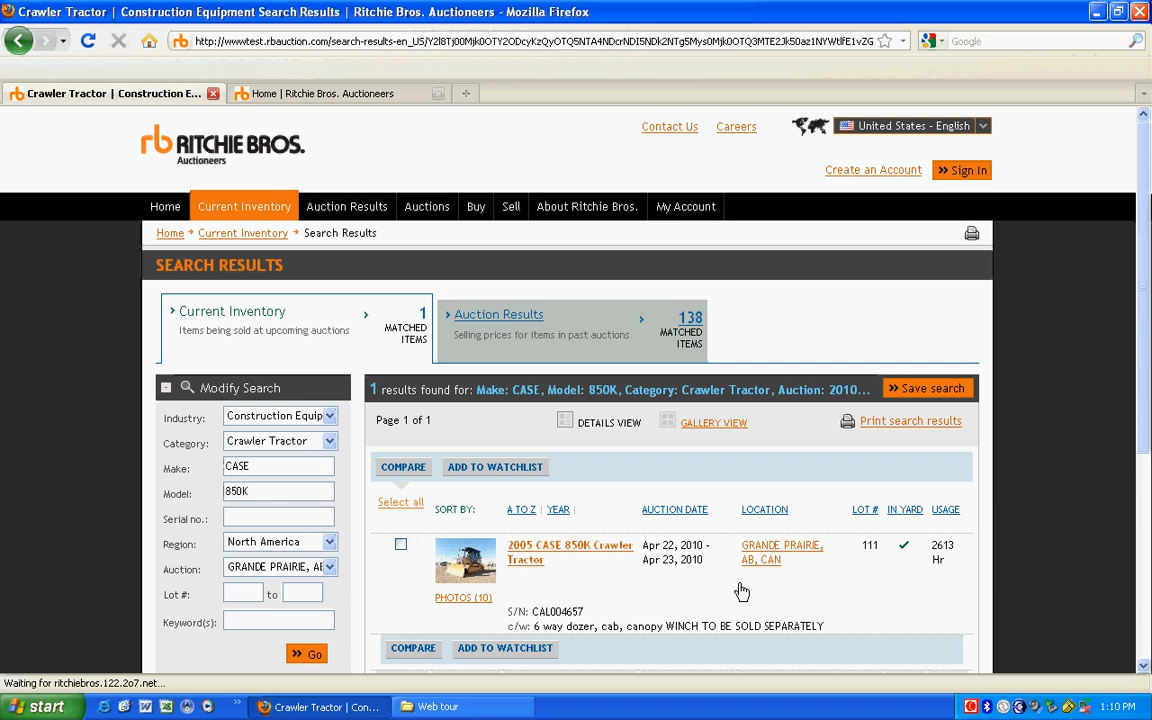 Crawler Tractor | Construction Equipment Search Results | Ritchie Bros. Auctioneers - Mozilla Firefox
Google
Crawler Tractor | Construction E...
Home | Ritchie Bros. Auctioneers
rb RITCHIE BROS.
Auctioneers
Contact Us
Careers
United States - English
Create an Account
Sign In
Home
Current Inventory
Auction Results
Auctions
Buy
Sell
About Ritchie Bros.
My Account
Home
Current Inventory
Search Results
SEARCH RESULTS
Current Inventory
Items being sold at upcoming auctions
1
MATCHED
ITEMS
Auction Results
Selling prices for items in past auctions
138
MATCHED
ITEMS
Modify Search
Industry: Construction Equip
Category: Crawler Tractor
Make: CASE
Model: 850K
Serial no.:
Region: North America
Auction: GRANDE PRAIRIE, AB
Lot #: to
Keyword(s):
Go
1 results found for: Make: CASE, Model: 850K, Category: Crawler Tractor, Auction: 2010...
Save search
Page 1 of 1
DETAILS VIEW
GALLERY VIEW
Print search results
COMPARE
ADD TO WATCHLIST
Select all
SORT BY: A TO Z | YEAR |
AUCTION DATE
LOCATION
LOT #
IN YARD
USAGE
2005 CASE 850K Crawler
Tractor
Apr 22, 2010 -
Apr 23, 2010
GRANDE PRAIRIE,
AB, CAN
111
2613
Hr
PHOTOS (10)
S/N: CAL004657
c/w: 6 way dozer, cab, canopy WINCH TO BE SOLD SEPARATELY
COMPARE
ADD TO WATCHLIST
Waiting for ritchiebros.122.2o7.net...
start
Crawler Tractor | Con...
Web tour
1:10 PM